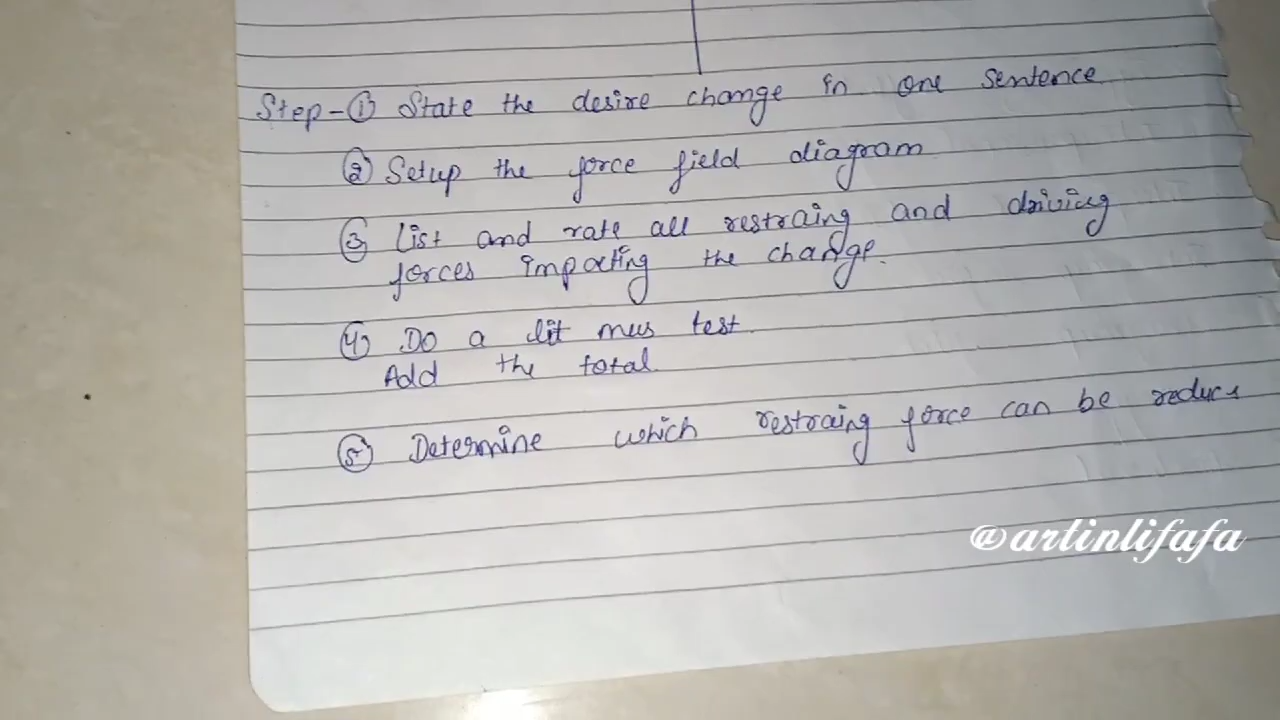 Step-① State the desire change in one sentence
② Setup the force field diagram
③ List and rate all restraing and driving
forces impacting the change.
④ Do a lit mus test.
Add the total.
⑤ Determine which restraing force can be reduce
@artinlifafa